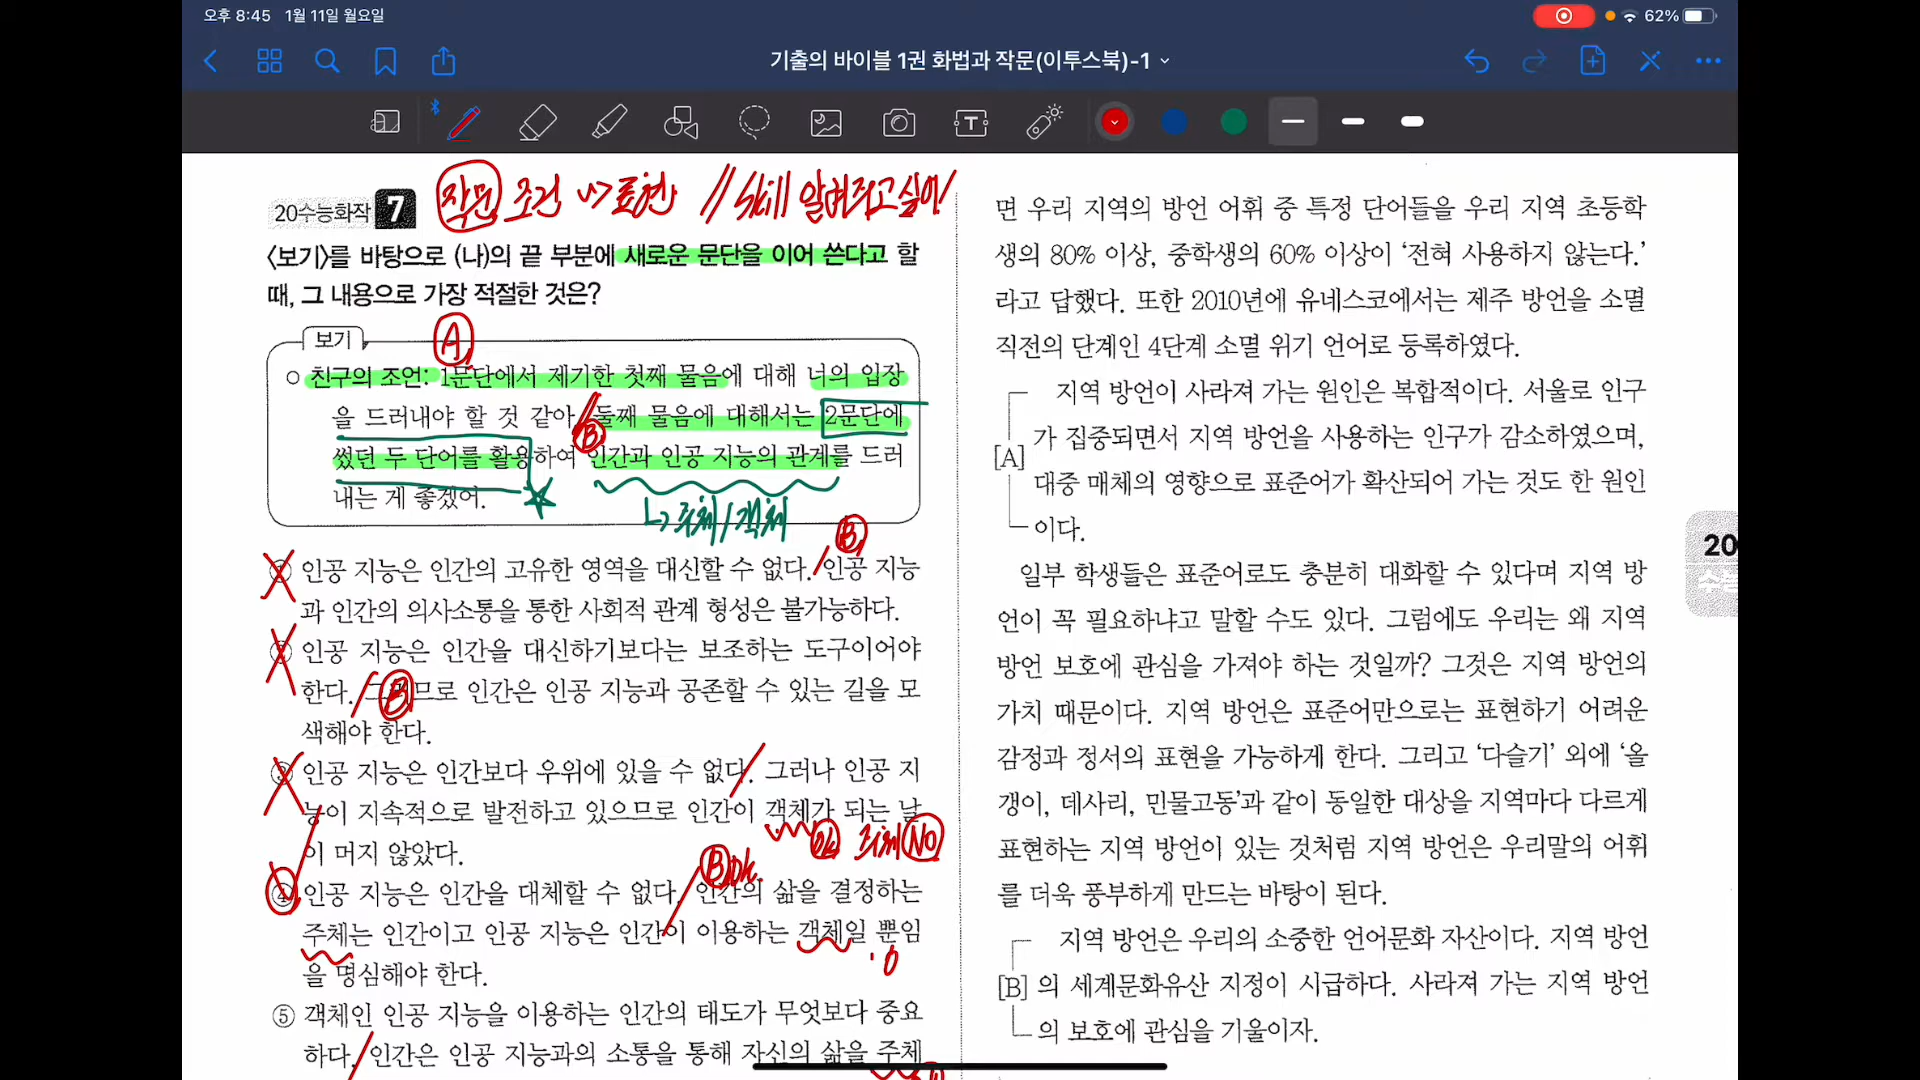 오후 8:45 1월 11일 월요일
62%
기출의 바이블 1권 화법과 작문(이투스북)-1
20수능화작 7
작문 조건 표현 // skill 알려주고싶어!
<보기>를 바탕으로 (나)의 끝 부분에 새로운 문단을 이어 쓴다고 할
때, 그 내용으로 가장 적절한 것은?
보기
A
○ 친구의 조언: 1문단에서 제기한 첫째 물음에 대해 너의 입장
을 드러내야 할 것 같아. 둘째 물음에 대해서는 2문단에
B
썼던 두 단어를 활용하여 인간과 인공 지능의 관계를 드러
내는 게 좋겠어.
주체/객체
B
인공 지능은 인간의 고유한 영역을 대신할 수 없다. 인공 지능
과 인간의 의사소통을 통한 사회적 관계 형성은 불가능하다.
인공 지능은 인간을 대신하기보다는 보조하는 도구이어야
한다. 그러므로 인간은 인공 지능과 공존할 수 있는 길을 모
B
색해야 한다.
③ 인공 지능은 인간보다 우위에 있을 수 없다. 그러나 인공 지
능이 지속적으로 발전하고 있으므로 인간이 객체가 되는 날
ok 주체 NO
이 머지 않았다.
B ok.
④ 인공 지능은 인간을 대체할 수 없다. 인간의 삶을 결정하는
주체는 인간이고 인공 지능은 인간이 이용하는 객체일 뿐임
을 명심해야 한다.
⑤ 객체인 인공 지능을 이용하는 인간의 태도가 무엇보다 중요
하다. 인간은 인공 지능과의 소통을 통해 자신의 삶을 주체
면 우리 지역의 방언 어휘 중 특정 단어들을 우리 지역 초등학
생의 80% 이상, 중학생의 60% 이상이 ‘전혀 사용하지 않는다.’
라고 답했다. 또한 2010년에 유네스코에서는 제주 방언을 소멸
직전의 단계인 4단계 소멸 위기 언어로 등록하였다.
지역 방언이 사라져 가는 원인은 복합적이다. 서울로 인구
가 집중되면서 지역 방언을 사용하는 인구가 감소하였으며,
[A]
대중 매체의 영향으로 표준어가 확산되어 가는 것도 한 원인
이다.
일부 학생들은 표준어로도 충분히 대화할 수 있다며 지역 방
언이 꼭 필요하냐고 말할 수도 있다. 그럼에도 우리는 왜 지역
방언 보호에 관심을 가져야 하는 것일까? 그것은 지역 방언의
가치 때문이다. 지역 방언은 표준어만으로는 표현하기 어려운
감정과 정서의 표현을 가능하게 한다. 그리고 ‘다슬기’ 외에 ‘올
갱이, 데사리, 민물고동’과 같이 동일한 대상을 지역마다 다르게
표현하는 지역 방언이 있는 것처럼 지역 방언은 우리말의 어휘
를 더욱 풍부하게 만드는 바탕이 된다.
지역 방언은 우리의 소중한 언어문화 자산이다. 지역 방언
[B] 의 세계문화유산 지정이 시급하다. 사라져 가는 지역 방언
의 보호에 관심을 기울이자.
20